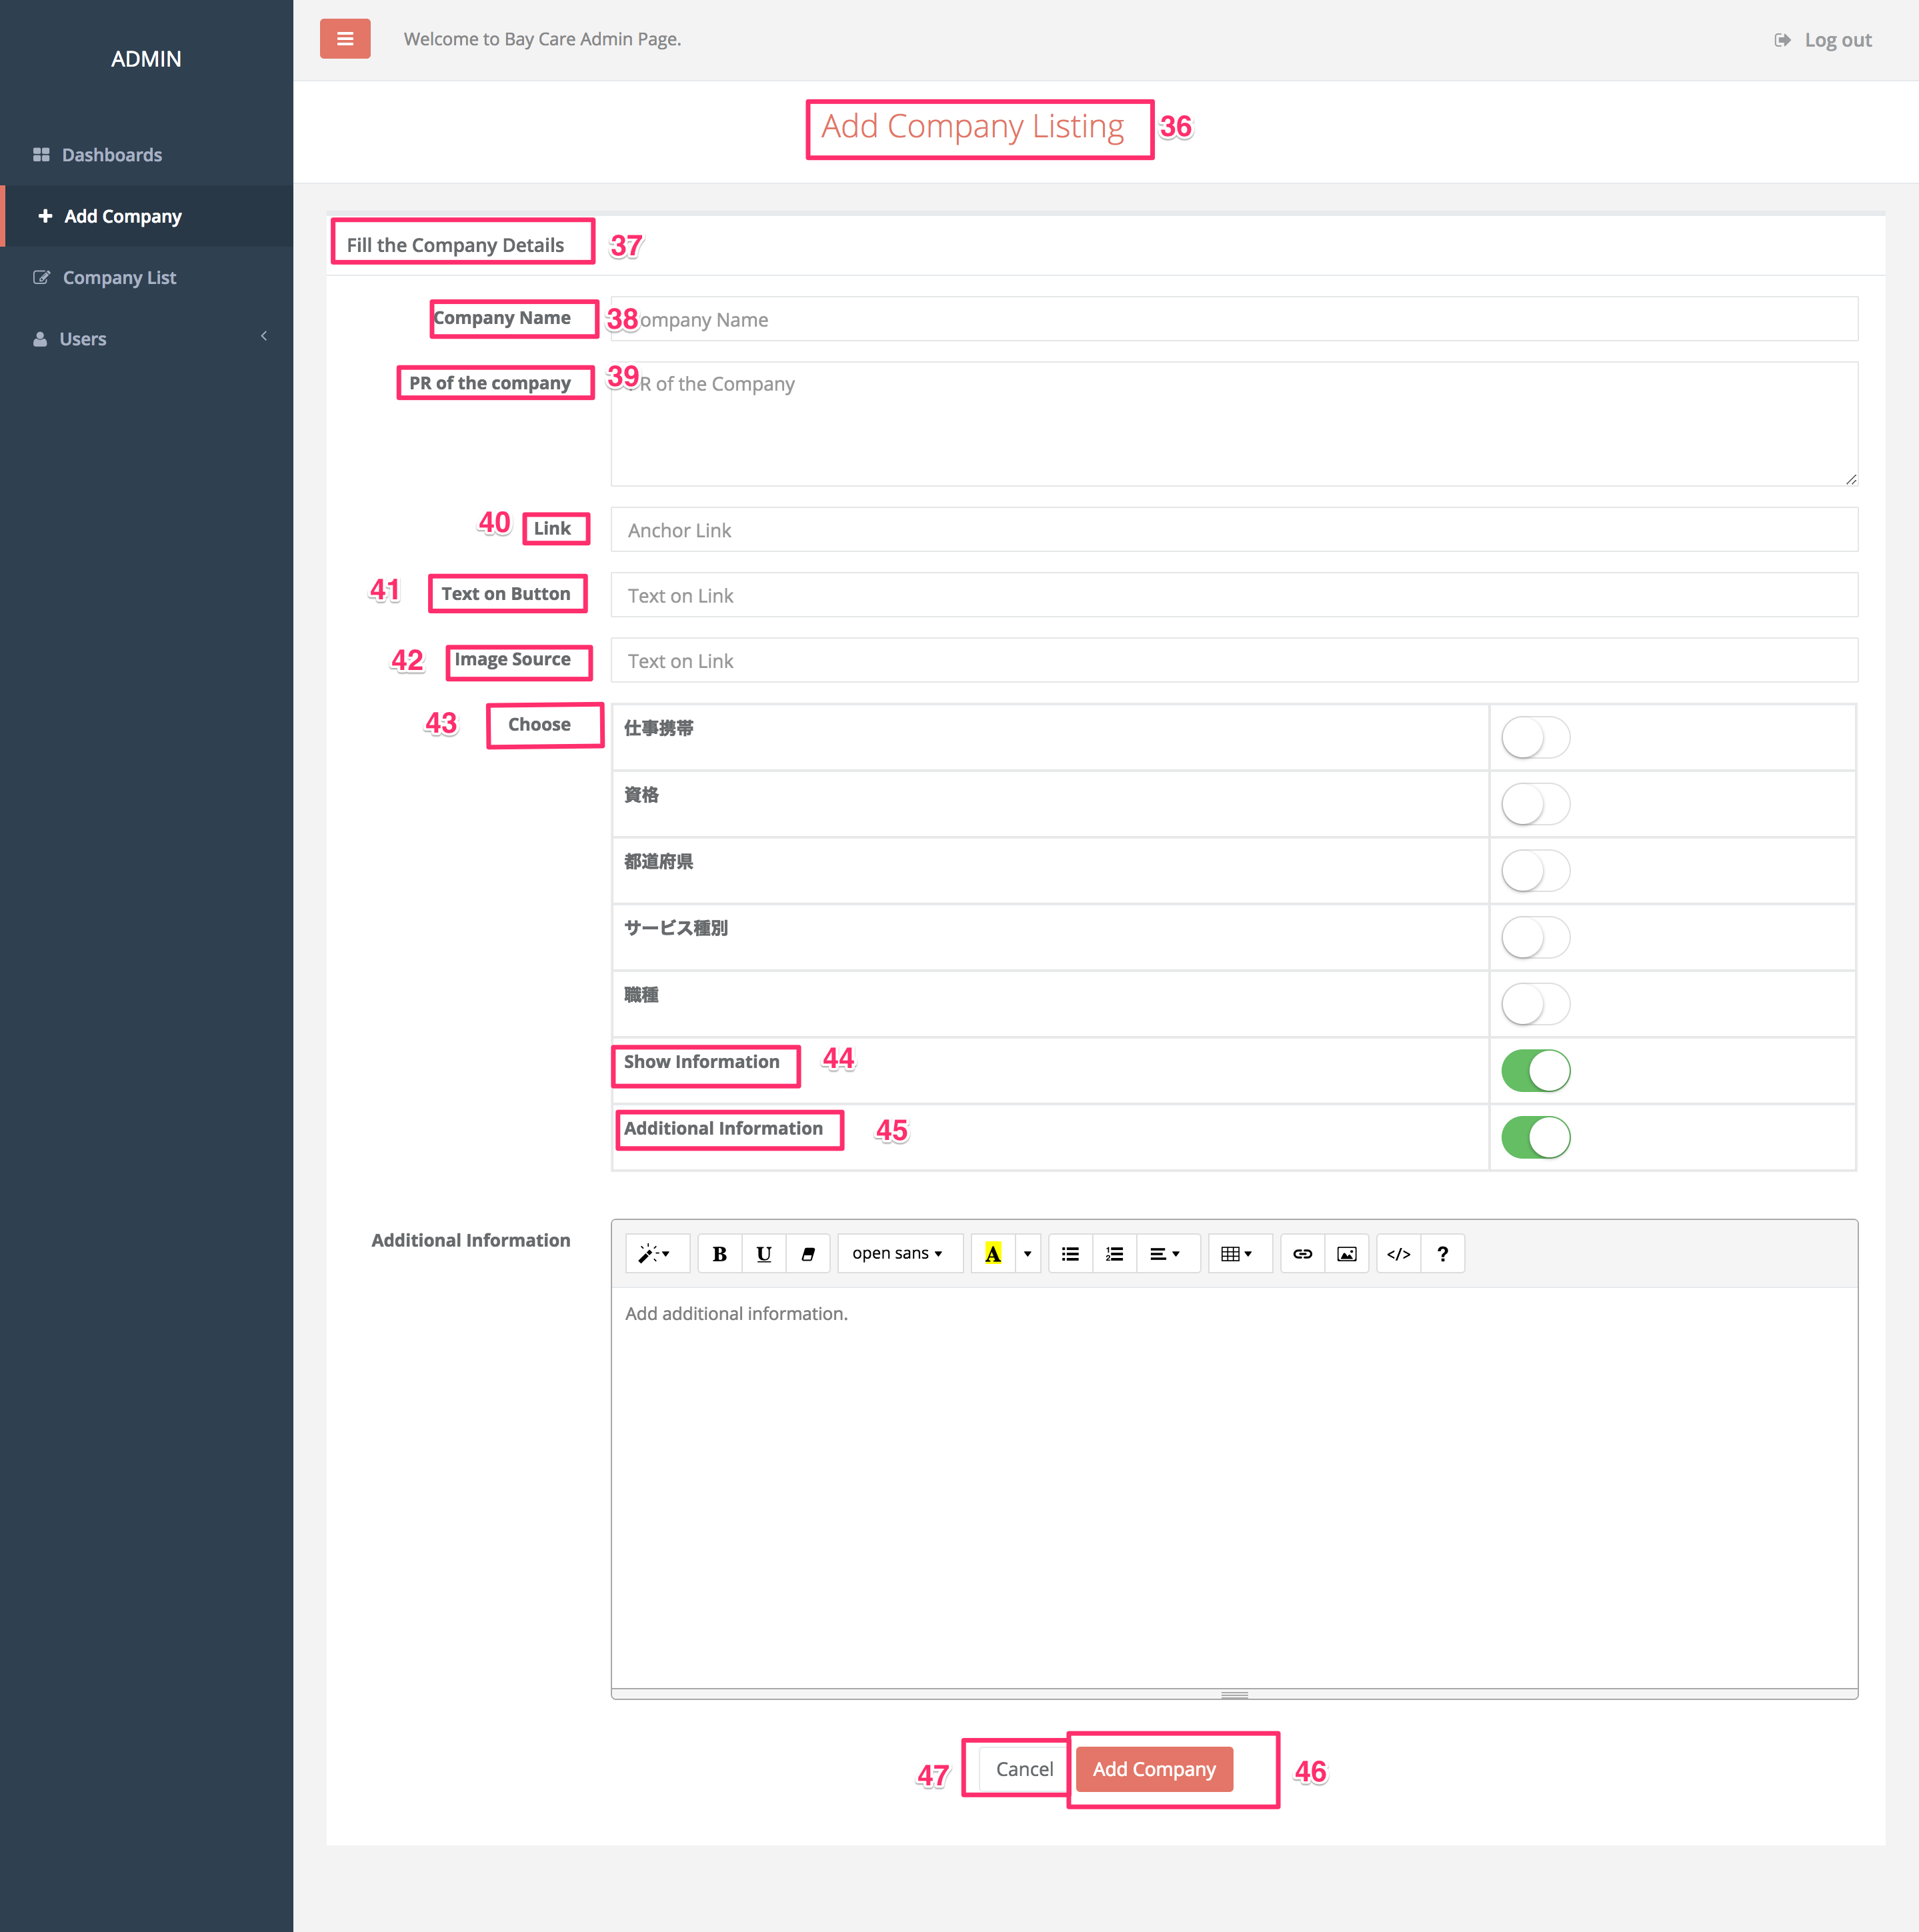 ADMIN
Dashboards
Add Company
Company List
Users
Welcome to Bay Care Admin Page.
Log out
Add Company Listing 36
Fill the Company Details 37
Company Name 38 ompany Name
PR of the company 39 R of the Company
40 Link Anchor Link
41 Text on Button Text on Link
42 Image Source Text on Link
43 Choose 仕事携帯
資格
都道府県
サービス種別
職種
Show Information 44
Additional Information 45
Additional Information
B U open sans A </> ?
Add additional information.
47 Cancel Add Company 46